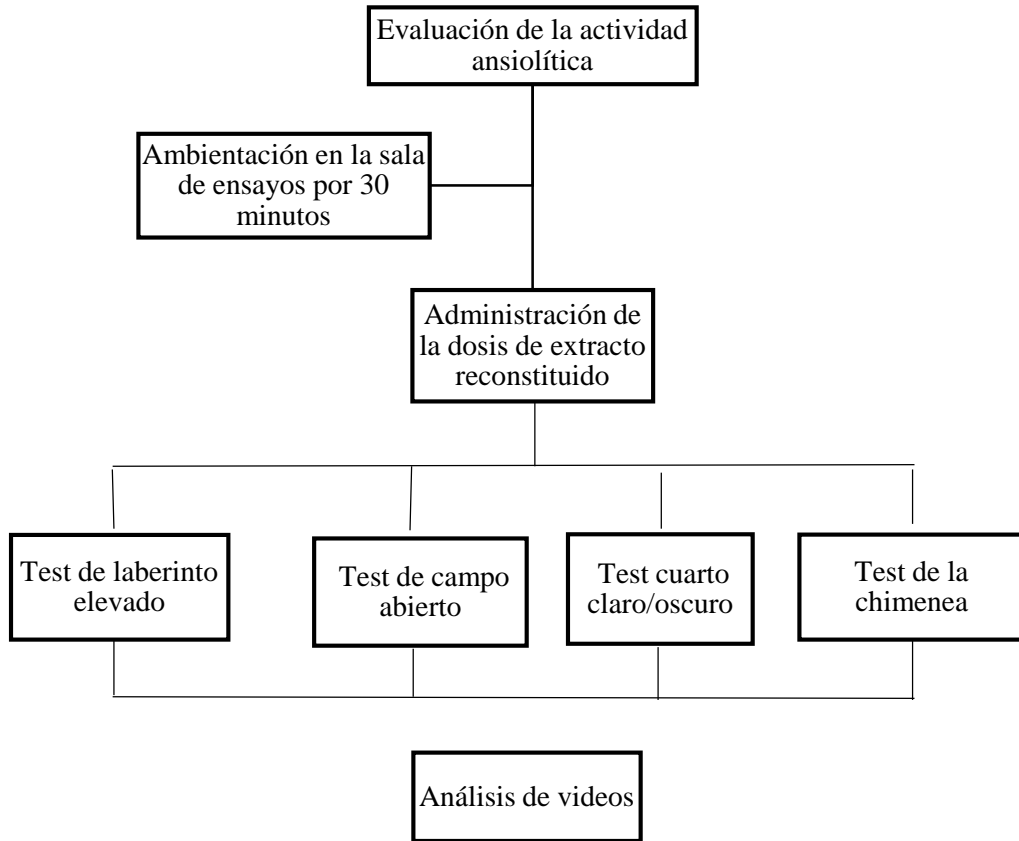 Evaluación de la actividad
ansiolítica
Ambientación en la sala
de ensayos por 30
minutos
Administración de
la dosis de extracto
reconstituido
Test de laberinto
elevado
Test de campo
abierto
Test cuarto
claro/oscuro
Test de la
chimenea
Análisis de videos